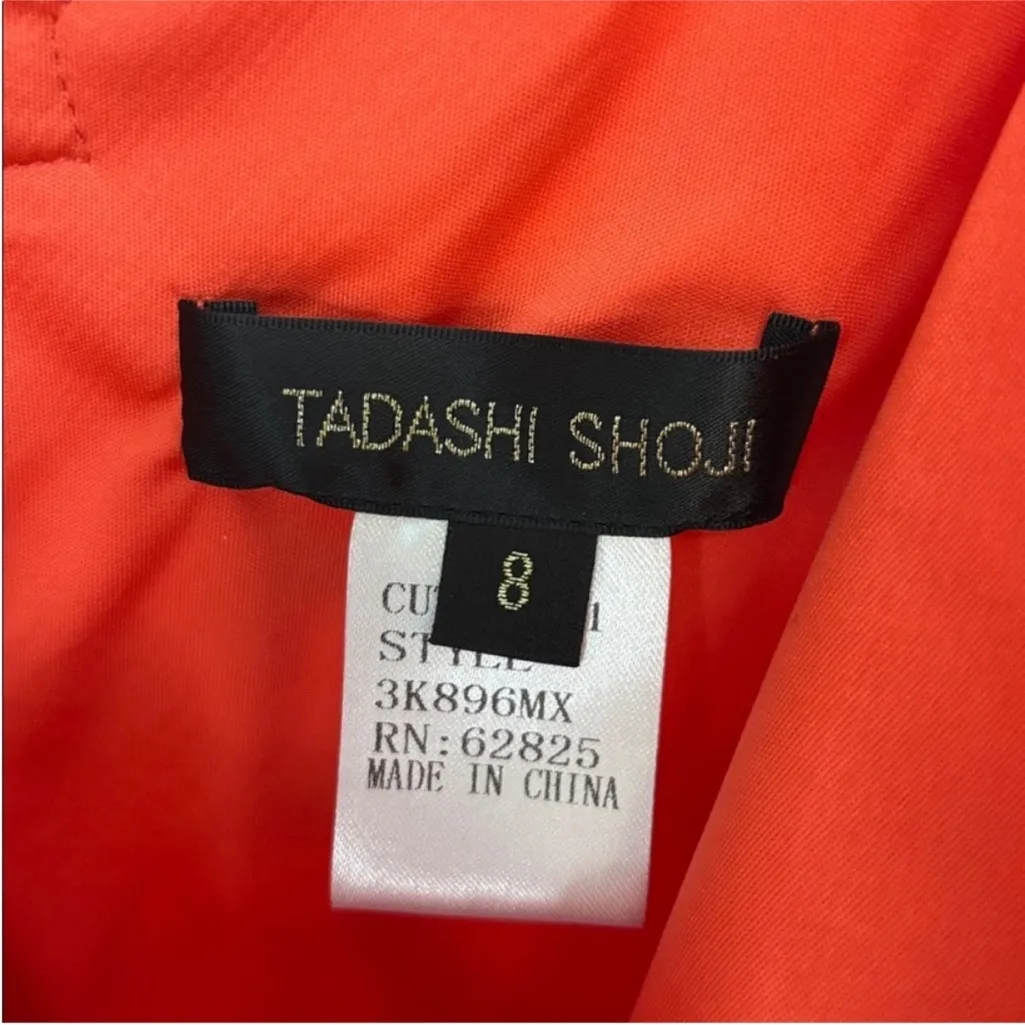 TADASHI SHOJI
8
STYLE
3K896MX
RN:62825
MADE IN CHINA